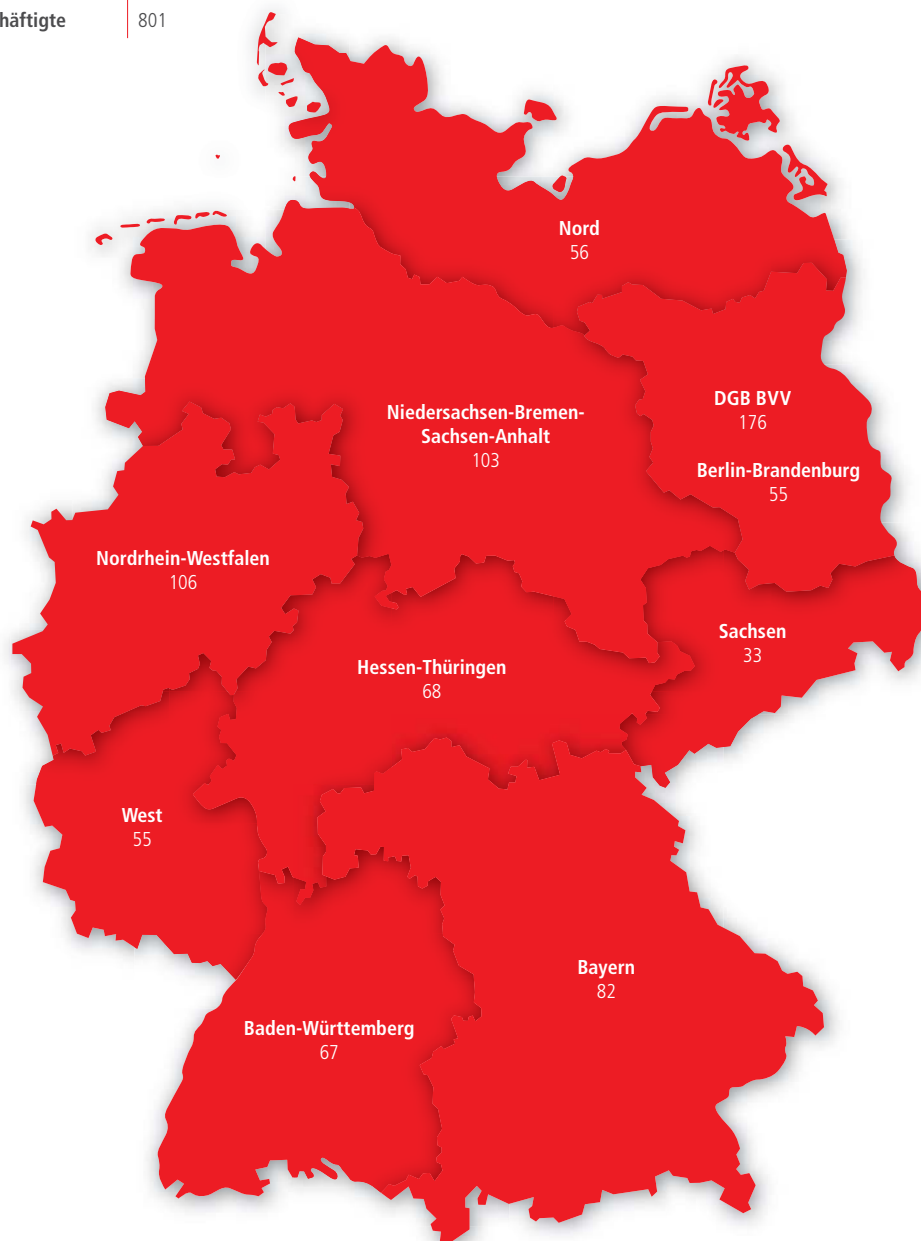 801
Nord
56
DGB BVV
176
Niedersachsen-Bremen-
Sachsen-Anhalt
103
Berlin-Brandenburg
55
Nordrhein-Westfalen
106
Sachsen
33
Hessen-Thüringen
68
West
55
Bayern
82
Baden-Württemberg
67